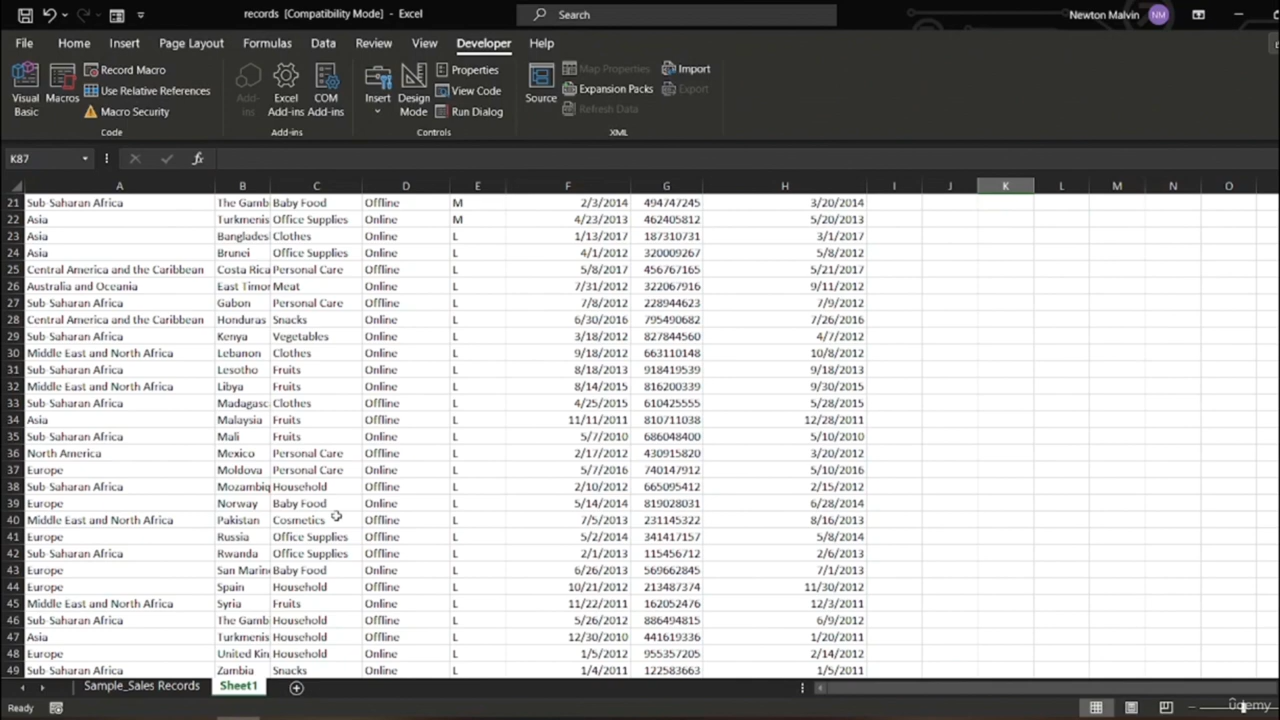 records [Compatibility Mode] - Excel
Search
Newton Malvin NM
File Home Insert Page Layout Formulas Data Review View Developer Help
Visual Basic
Macros
Record Macro
Use Relative References
Macro Security
Code
Add-ins
Excel Add-ins
COM Add-ins
Add-ins
Insert
Design Mode
Properties
View Code
Run Dialog
Controls
Source
Map Properties
Expansion Packs
Refresh Data
Import
Export
XML
K87
fx
A B C D E F G H I J K L M N O
21 Sub-Saharan Africa The Gamb Baby Food Offline M 2/3/2014 494747245 3/20/2014
22 Asia Turkmenis Office Supplies Online M 4/23/2013 462405812 5/20/2013
23 Asia Banglades Clothes Online L 1/13/2017 187310731 3/1/2017
24 Asia Brunei Office Supplies Online L 4/1/2012 320009267 5/8/2012
25 Central America and the Caribbean Costa Rica Personal Care Offline L 5/8/2017 456767165 5/21/2017
26 Australia and Oceania East Timor Meat Online L 7/31/2012 322067916 9/11/2012
27 Sub-Saharan Africa Gabon Personal Care Offline L 7/8/2012 228944623 7/9/2012
28 Central America and the Caribbean Honduras Snacks Online L 6/30/2016 795490682 7/26/2016
29 Sub-Saharan Africa Kenya Vegetables Online L 3/18/2012 827844560 4/7/2012
30 Middle East and North Africa Lebanon Clothes Online L 9/18/2012 663110148 10/8/2012
31 Sub-Saharan Africa Lesotho Fruits Online L 8/18/2013 918419539 9/18/2013
32 Middle East and North Africa Libya Fruits Online L 8/14/2015 816200339 9/30/2015
33 Sub-Saharan Africa Madagasc Clothes Offline L 4/25/2015 610425555 5/28/2015
34 Asia Malaysia Fruits Offline L 11/11/2011 810711038 12/28/2011
35 Sub-Saharan Africa Mali Fruits Online L 5/7/2010 686048400 5/10/2010
36 North America Mexico Personal Care Offline L 2/17/2012 430915820 3/20/2012
37 Europe Moldova Personal Care Online L 5/7/2016 740147912 5/10/2016
38 Sub-Saharan Africa Mozambiq Household Offline L 2/10/2012 665095412 2/15/2012
39 Europe Norway Baby Food Online L 5/14/2014 819028031 6/28/2014
40 Middle East and North Africa Pakistan Cosmetics Offline L 7/5/2013 231145322 8/16/2013
41 Europe Russia Office Supplies Offline L 5/2/2014 341417157 5/8/2014
42 Sub-Saharan Africa Rwanda Office Supplies Offline L 2/1/2013 115456712 2/6/2013
43 Europe San Marin Baby Food Online L 6/26/2013 569662845 7/1/2013
44 Europe Spain Household Offline L 10/21/2012 213487374 11/30/2012
45 Middle East and North Africa Syria Fruits Online L 11/22/2011 162052476 12/3/2011
46 Sub-Saharan Africa The Gamb Household Offline L 5/26/2012 886494815 6/9/2012
47 Asia Turkmenis Household Offline L 12/30/2010 441619336 1/20/2011
48 Europe United Kin Household Online L 1/5/2012 955357205 2/14/2012
49 Sub-Saharan Africa Zambia Snacks Online L 1/4/2011 122583663 1/5/2011
Sample_Sales Records Sheet1
Ready
udemy